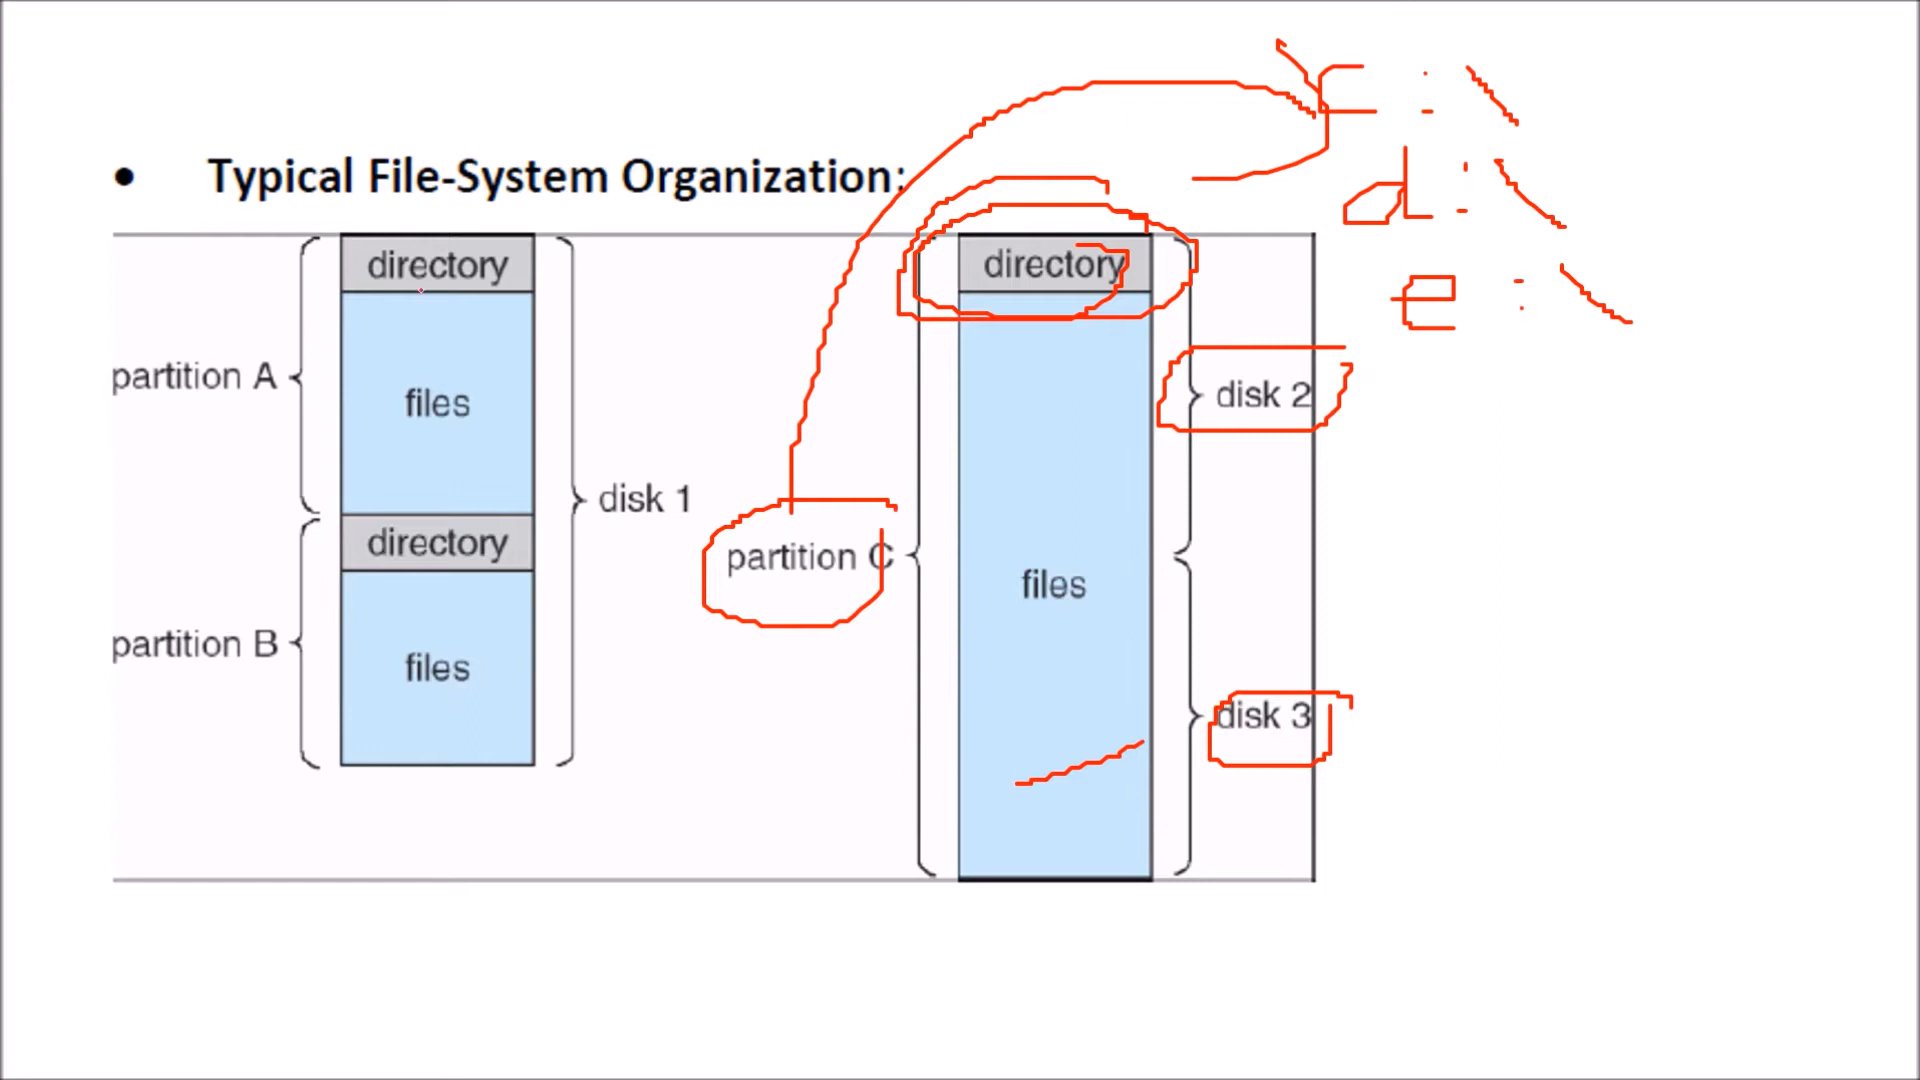 • Typical File-System Organization:
directory
files
partition A
directory
files
partition B
disk 1
directory
files
partition C
disk 2
disk 3
C:\
d:\
e:\